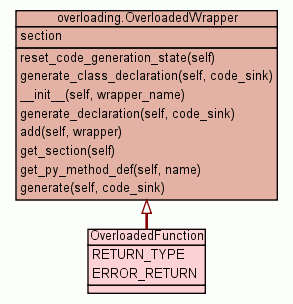 overloading.OverloadedWrapper
section
reset_code_generation_state(self)
generate_class_declaration(self, code_sink)
__init__(self, wrapper_name)
generate_declaration(self, code_sink)
add(self, wrapper)
get_section(self)
get_py_method_def(self, name)
generate(self, code_sink)
OverloadedFunction
RETURN_TYPE
ERROR_RETURN